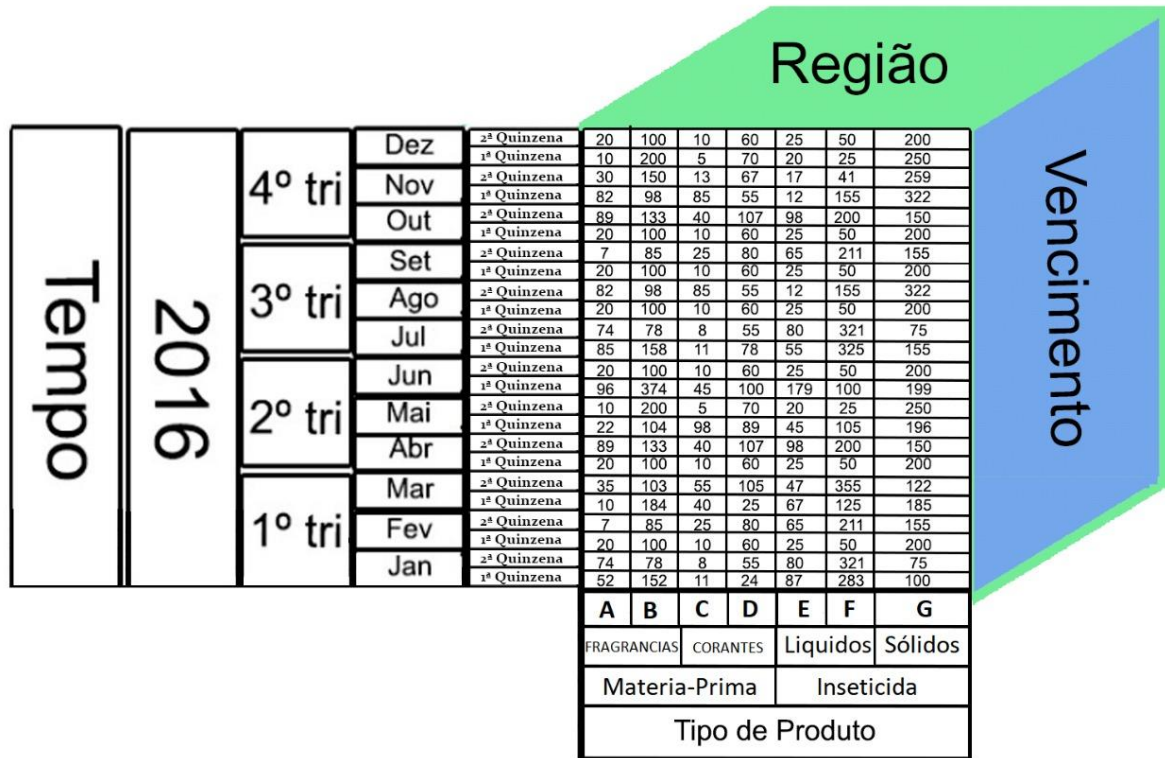 Região
Vencimento
Tempo
2016
4º tri
Dez
2ª Quinzena 20 100 10 60 25 50 200
1ª Quinzena 10 200 5 70 20 25 250
Nov
2ª Quinzena 30 150 13 67 17 41 259
1ª Quinzena 82 98 85 55 12 155 322
Out
2ª Quinzena 89 133 40 107 98 200 150
1ª Quinzena 20 100 10 60 25 50 200
3º tri
Set
2ª Quinzena 7 85 25 80 65 211 155
1ª Quinzena 20 100 10 60 25 50 200
Ago
2ª Quinzena 82 98 85 55 12 155 322
1ª Quinzena 20 100 10 60 25 50 200
Jul
2ª Quinzena 74 78 8 55 80 321 75
1ª Quinzena 85 158 11 78 55 325 155
2º tri
Jun
2ª Quinzena 20 100 10 60 25 50 200
1ª Quinzena 96 374 45 100 179 100 199
Mai
2ª Quinzena 10 200 5 70 20 25 250
1ª Quinzena 22 104 98 89 45 105 196
Abr
2ª Quinzena 89 133 40 107 98 200 150
1ª Quinzena 20 100 10 60 25 50 200
1º tri
Mar
2ª Quinzena 35 103 55 105 47 355 122
1ª Quinzena 10 184 40 25 67 125 185
Fev
2ª Quinzena 7 85 25 80 65 211 155
1ª Quinzena 20 100 10 60 25 50 200
Jan
2ª Quinzena 74 78 8 55 80 321 75
1ª Quinzena 52 152 11 24 87 283 100
A B C D E F G
FRAGRANCIAS CORANTES Liquidos Sólidos
Materia-Prima Inseticida
Tipo de Produto